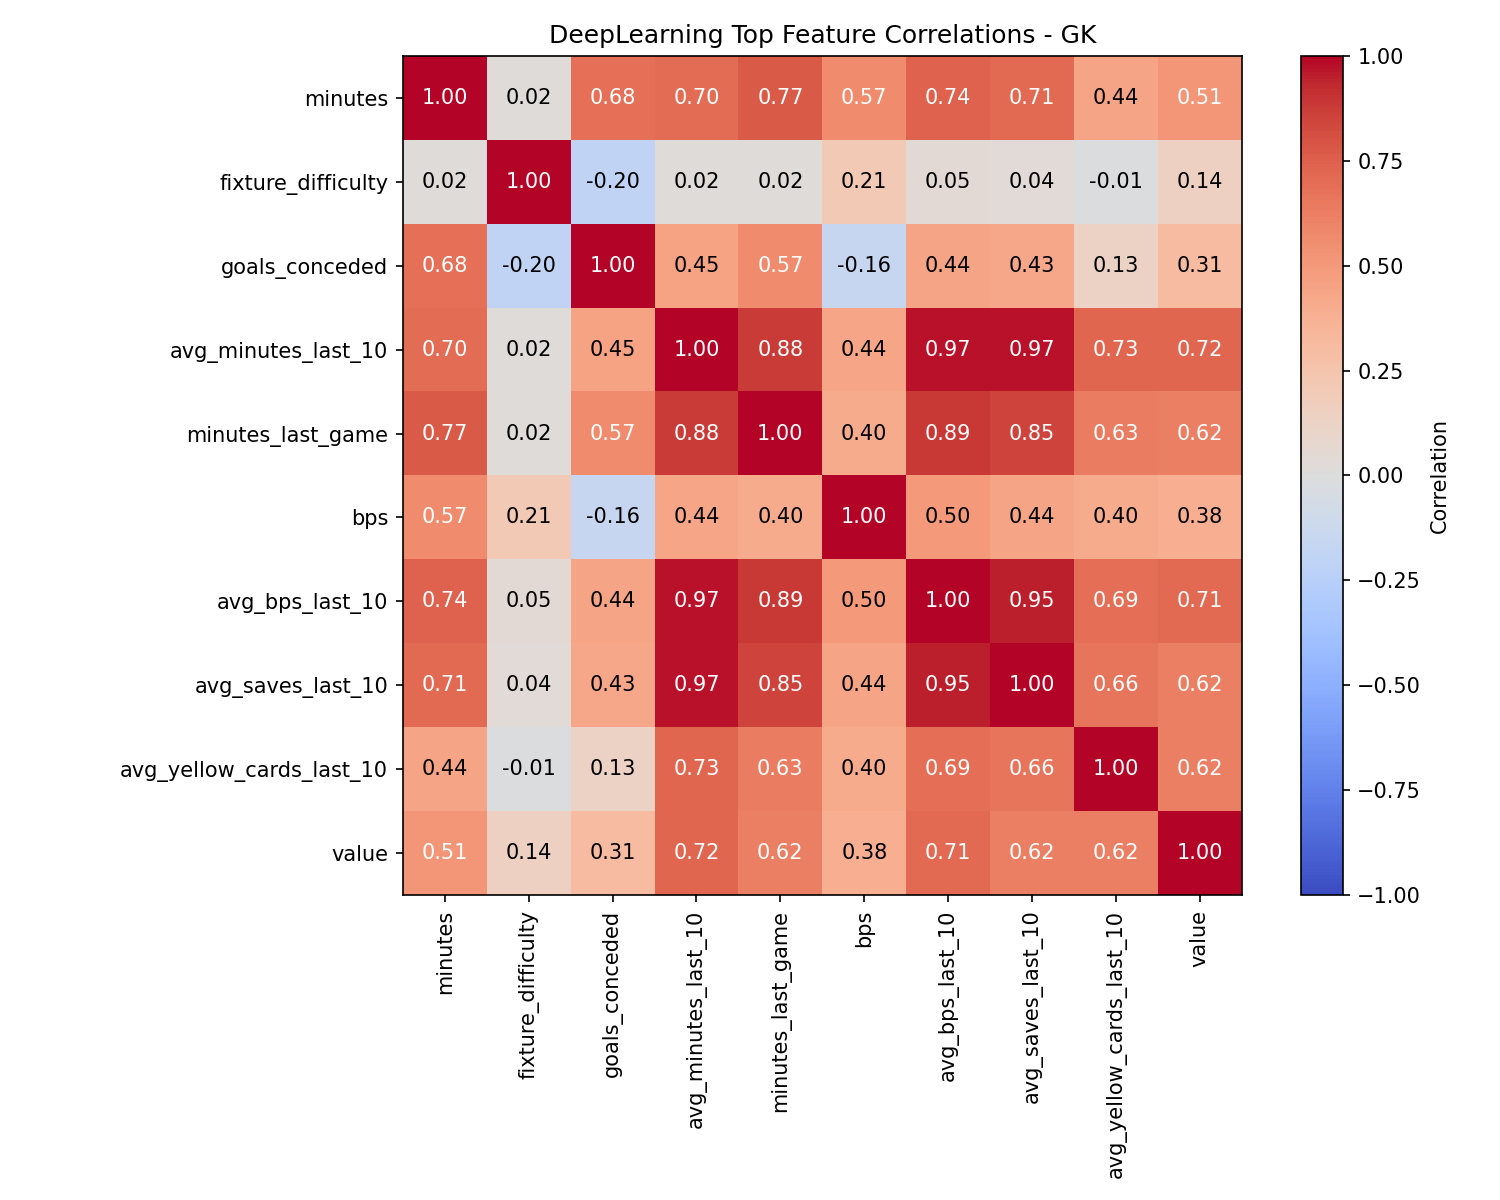 DeepLearning Top Feature Correlations - GK
minutes 1.00 0.02 0.68 0.70 0.77 0.57 0.74 0.71 0.44 0.51
fixture_difficulty 0.02 1.00 -0.20 0.02 0.02 0.21 0.05 0.04 -0.01 0.14
goals_conceded 0.68 -0.20 1.00 0.45 0.57 -0.16 0.44 0.43 0.13 0.31
avg_minutes_last_10 0.70 0.02 0.45 1.00 0.88 0.44 0.97 0.97 0.73 0.72
minutes_last_game 0.77 0.02 0.57 0.88 1.00 0.40 0.89 0.85 0.63 0.62
bps 0.57 0.21 -0.16 0.44 0.40 1.00 0.50 0.44 0.40 0.38
avg_bps_last_10 0.74 0.05 0.44 0.97 0.89 0.50 1.00 0.95 0.69 0.71
avg_saves_last_10 0.71 0.04 0.43 0.97 0.85 0.44 0.95 1.00 0.66 0.62
avg_yellow_cards_last_10 0.44 -0.01 0.13 0.73 0.63 0.40 0.69 0.66 1.00 0.62
value 0.51 0.14 0.31 0.72 0.62 0.38 0.71 0.62 0.62 1.00
minutes
fixture_difficulty
goals_conceded
avg_minutes_last_10
minutes_last_game
bps
avg_bps_last_10
avg_saves_last_10
avg_yellow_cards_last_10
value
1.00
0.75
0.50
0.25
0.00
−0.25
−0.50
−0.75
−1.00
Correlation